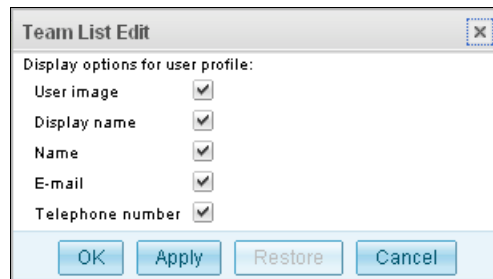 Team List Edit
Display options for user profile:
User image
Display name
Name
E-mail
Telephone number
OK Apply Restore Cancel